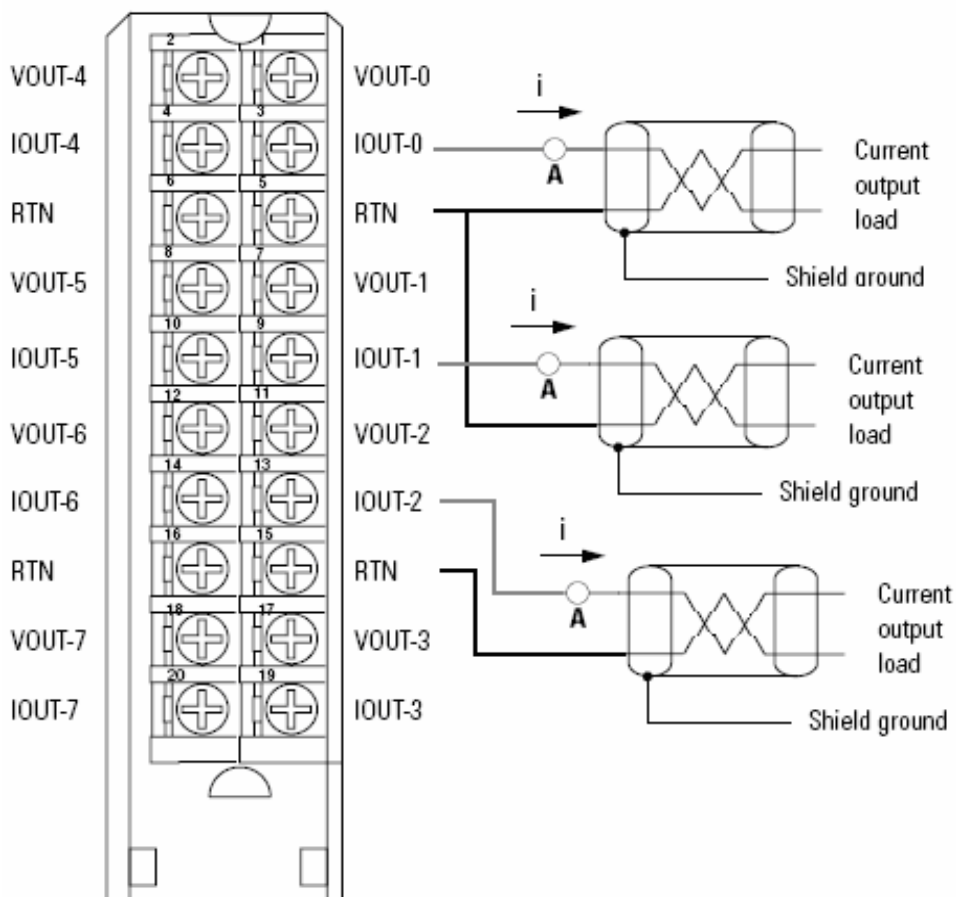 2 1
VOUT-4 VOUT-0
i
4 3
IOUT-4 IOUT-0
A
Current
output
load
6 5
RTN RTN
8 7
VOUT-5 VOUT-1
Shield ground
i
10 9
IOUT-5 IOUT-1
A
Current
output
load
12 11
VOUT-6 VOUT-2
14 13
IOUT-6 IOUT-2
Shield ground
i
16 15
RTN RTN
A
Current
output
load
18 17
VOUT-7 VOUT-3
20 19
IOUT-7 IOUT-3
Shield ground